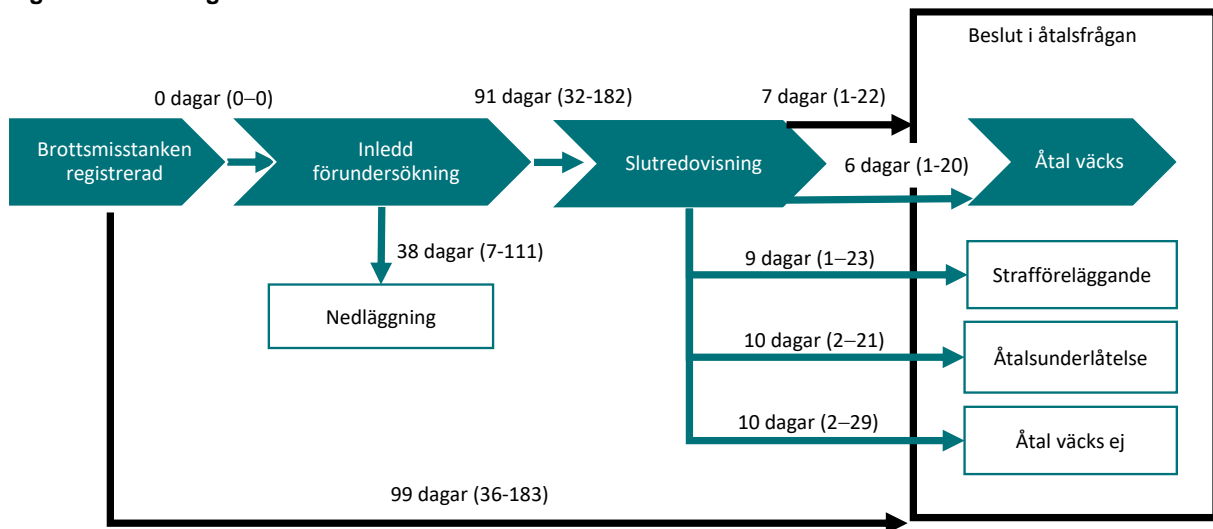 Beslut i åtalsfrågan
0 dagar (0–0)
91 dagar (32-182)
7 dagar (1-22)
Brottsmisstanken
registrerad
Inledd
förundersökning
Slutredovisning
6 dagar (1-20)
Åtal väcks
38 dagar (7-111)
9 dagar (1–23)
Strafföreläggande
Nedläggning
10 dagar (2–21)
Åtalsunderlåtelse
10 dagar (2–29)
Åtal väcks ej
99 dagar (36-183)